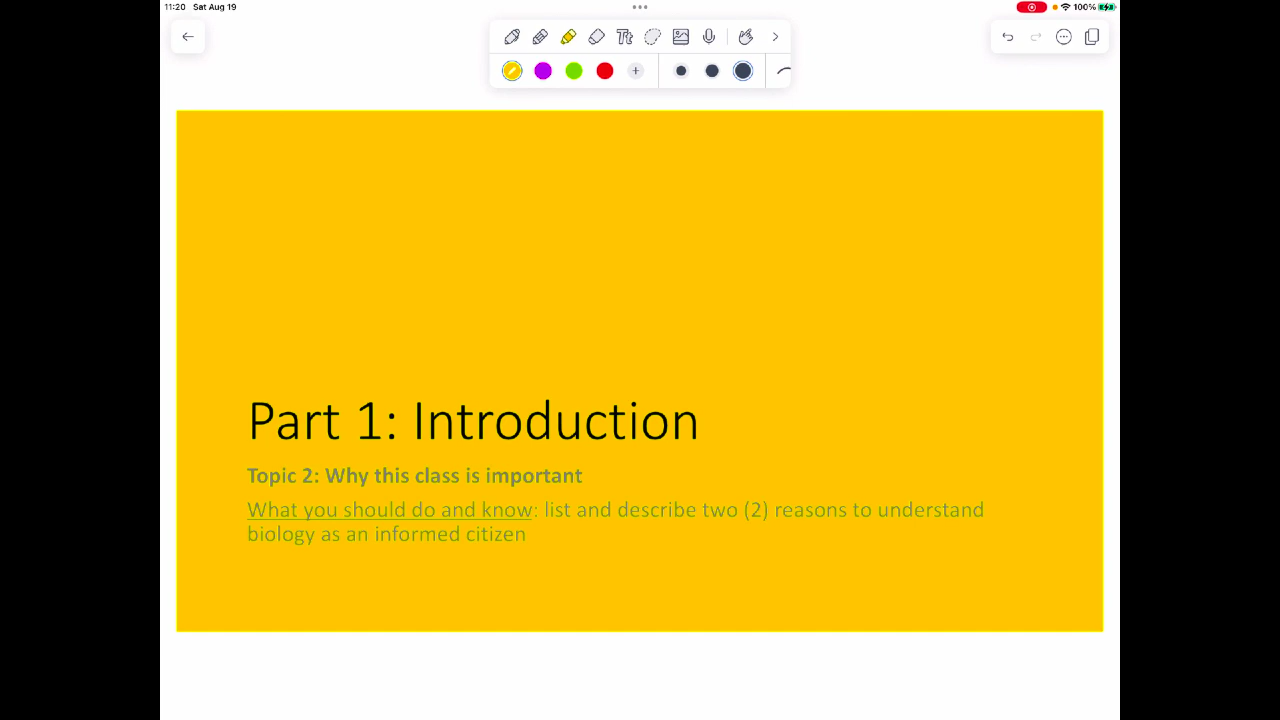 11:20 Sat Aug 19
100%
Tt
Part 1: Introduction
Topic 2: Why this class is important
What you should do and know: list and describe two (2) reasons to understand
biology as an informed citizen